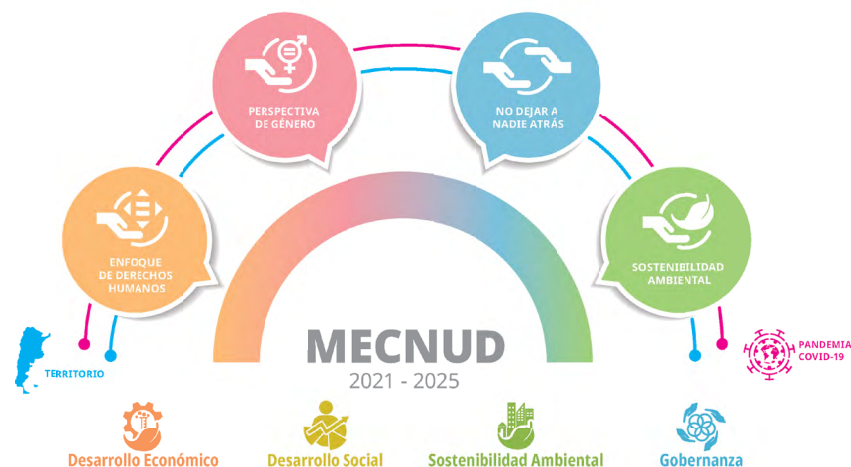 PERSPECTIVA
DE GÉNERO
NO DEJAR A
NADIE ATRÁS
ENFOQUE
DE DERECHOS
HUMANOS
SOSTENIBILIDAD
AMBIENTAL
MECNUD
2021 - 2025
TERRITORIO
PANDEMIA
COVID-19
Desarrollo Económico
Desarrollo Social
Sostenibilidad Ambiental
Gobernanza